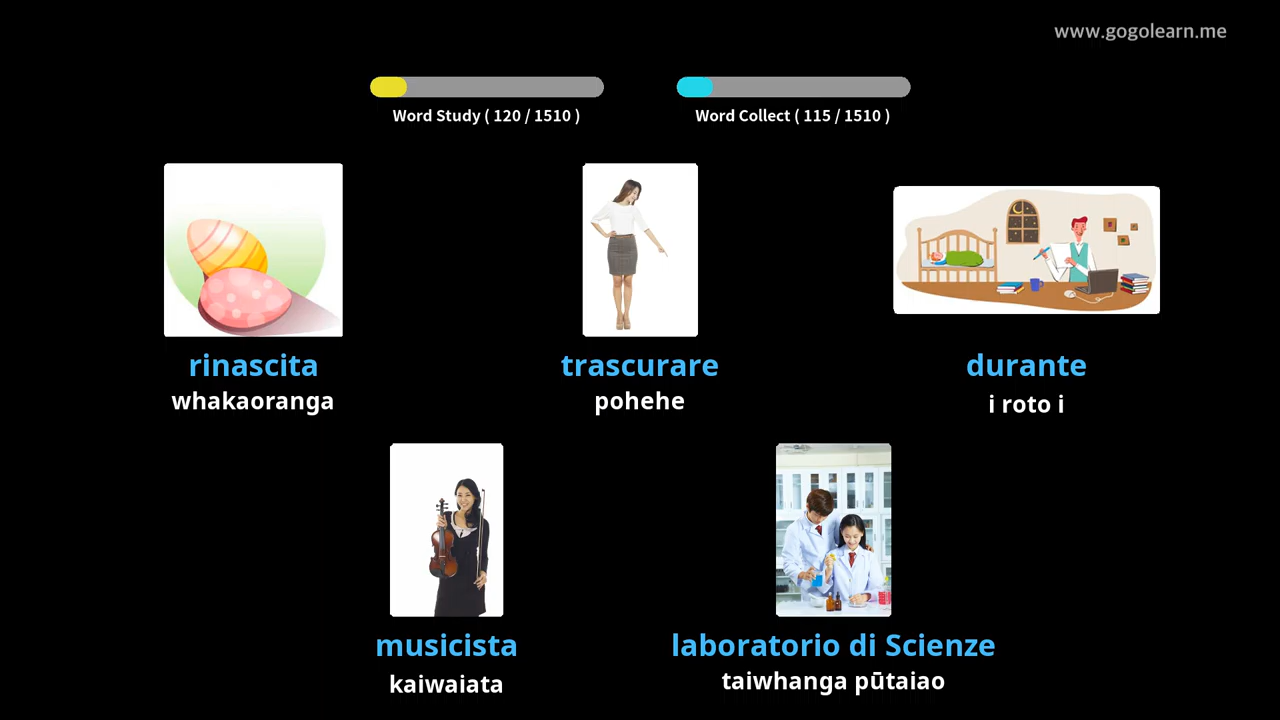 www.gogolearn.me
Word Study ( 120 / 1510 )
Word Collect ( 115 / 1510 )
rinascita
whakaoranga
trascurare
pohehe
durante
i roto i
musicista
kaiwaiata
laboratorio di Scienze
taiwhanga pūtaiao